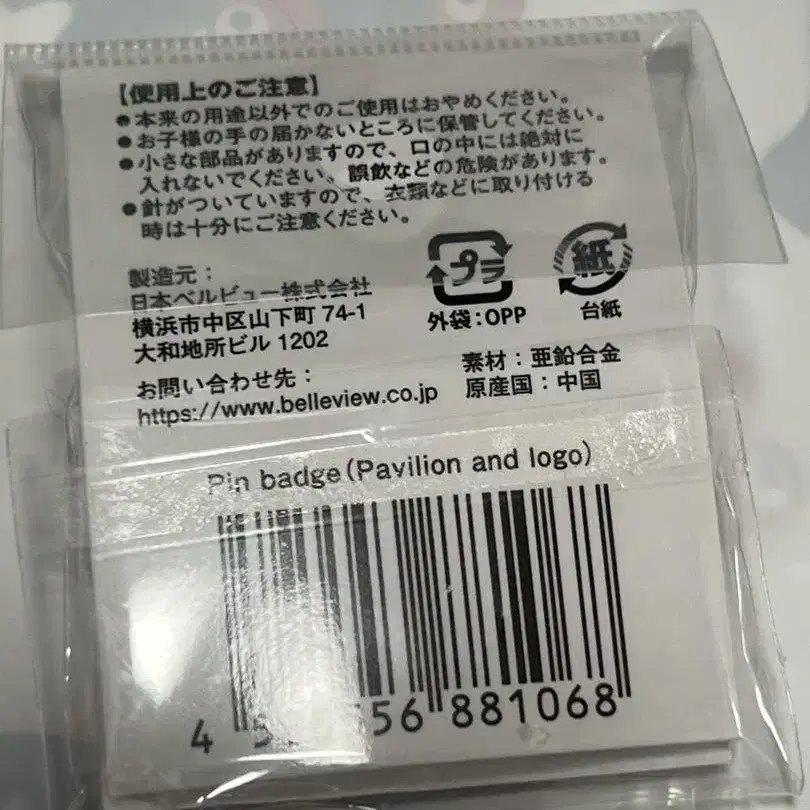 【使用上のご注意】
●本来の用途以外でのご使用はおやめください。
●お子様の手の届かないところに保管してください。
●小さな部品がありますので、口の中には絶対に
入れないでください。誤飲などの危険があります。
●針がついていますので、衣類などに取り付ける
時は十分にご注意ください。
製造元：
日本ベルビュー株式会社
横浜市中区山下町 74-1
大和地所ビル 1202
プラ
外袋：OPP
紙
台紙
お問い合わせ先：
https://www.belleview.co.jp
素材：亜鉛合金
原産国：中国
Pin badge (Pavilion and logo)
4 56 881068